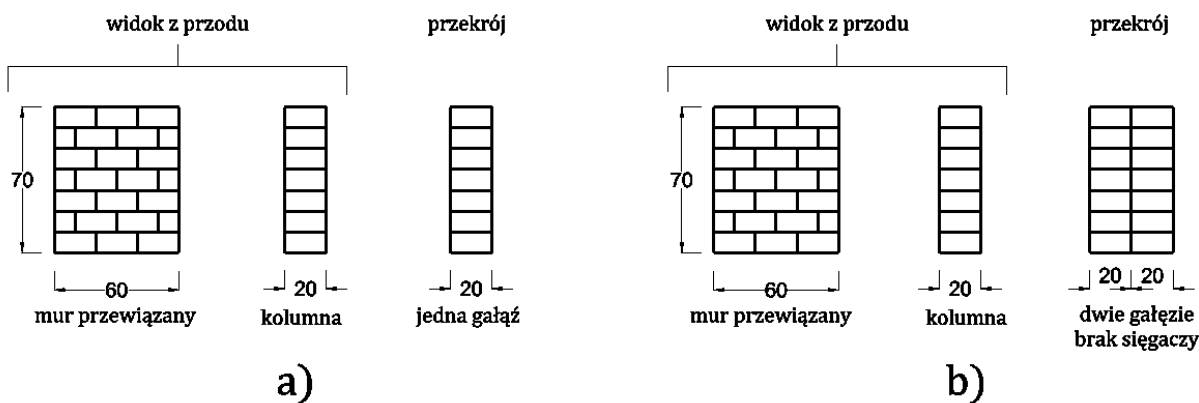 widok z przodu
przekrój
70
60
20
20
mur przewiązany
kolumna
jedna gałąź
a)
widok z przodu
przekrój
70
60
20
20
20
mur przewiązany
kolumna
dwie gałęzie
brak sięgaczy
b)